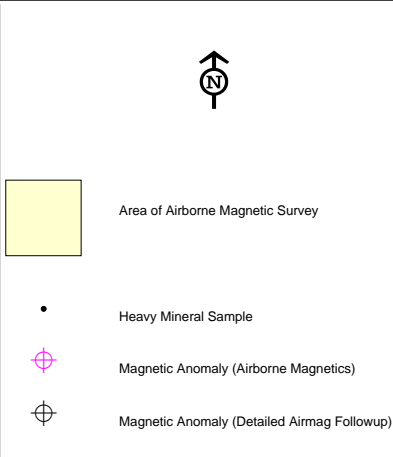 N
Area of Airborne Magnetic Survey
Heavy Mineral Sample
Magnetic Anomaly (Airborne Magnetics)
Magnetic Anomaly (Detailed Airmag Followup)